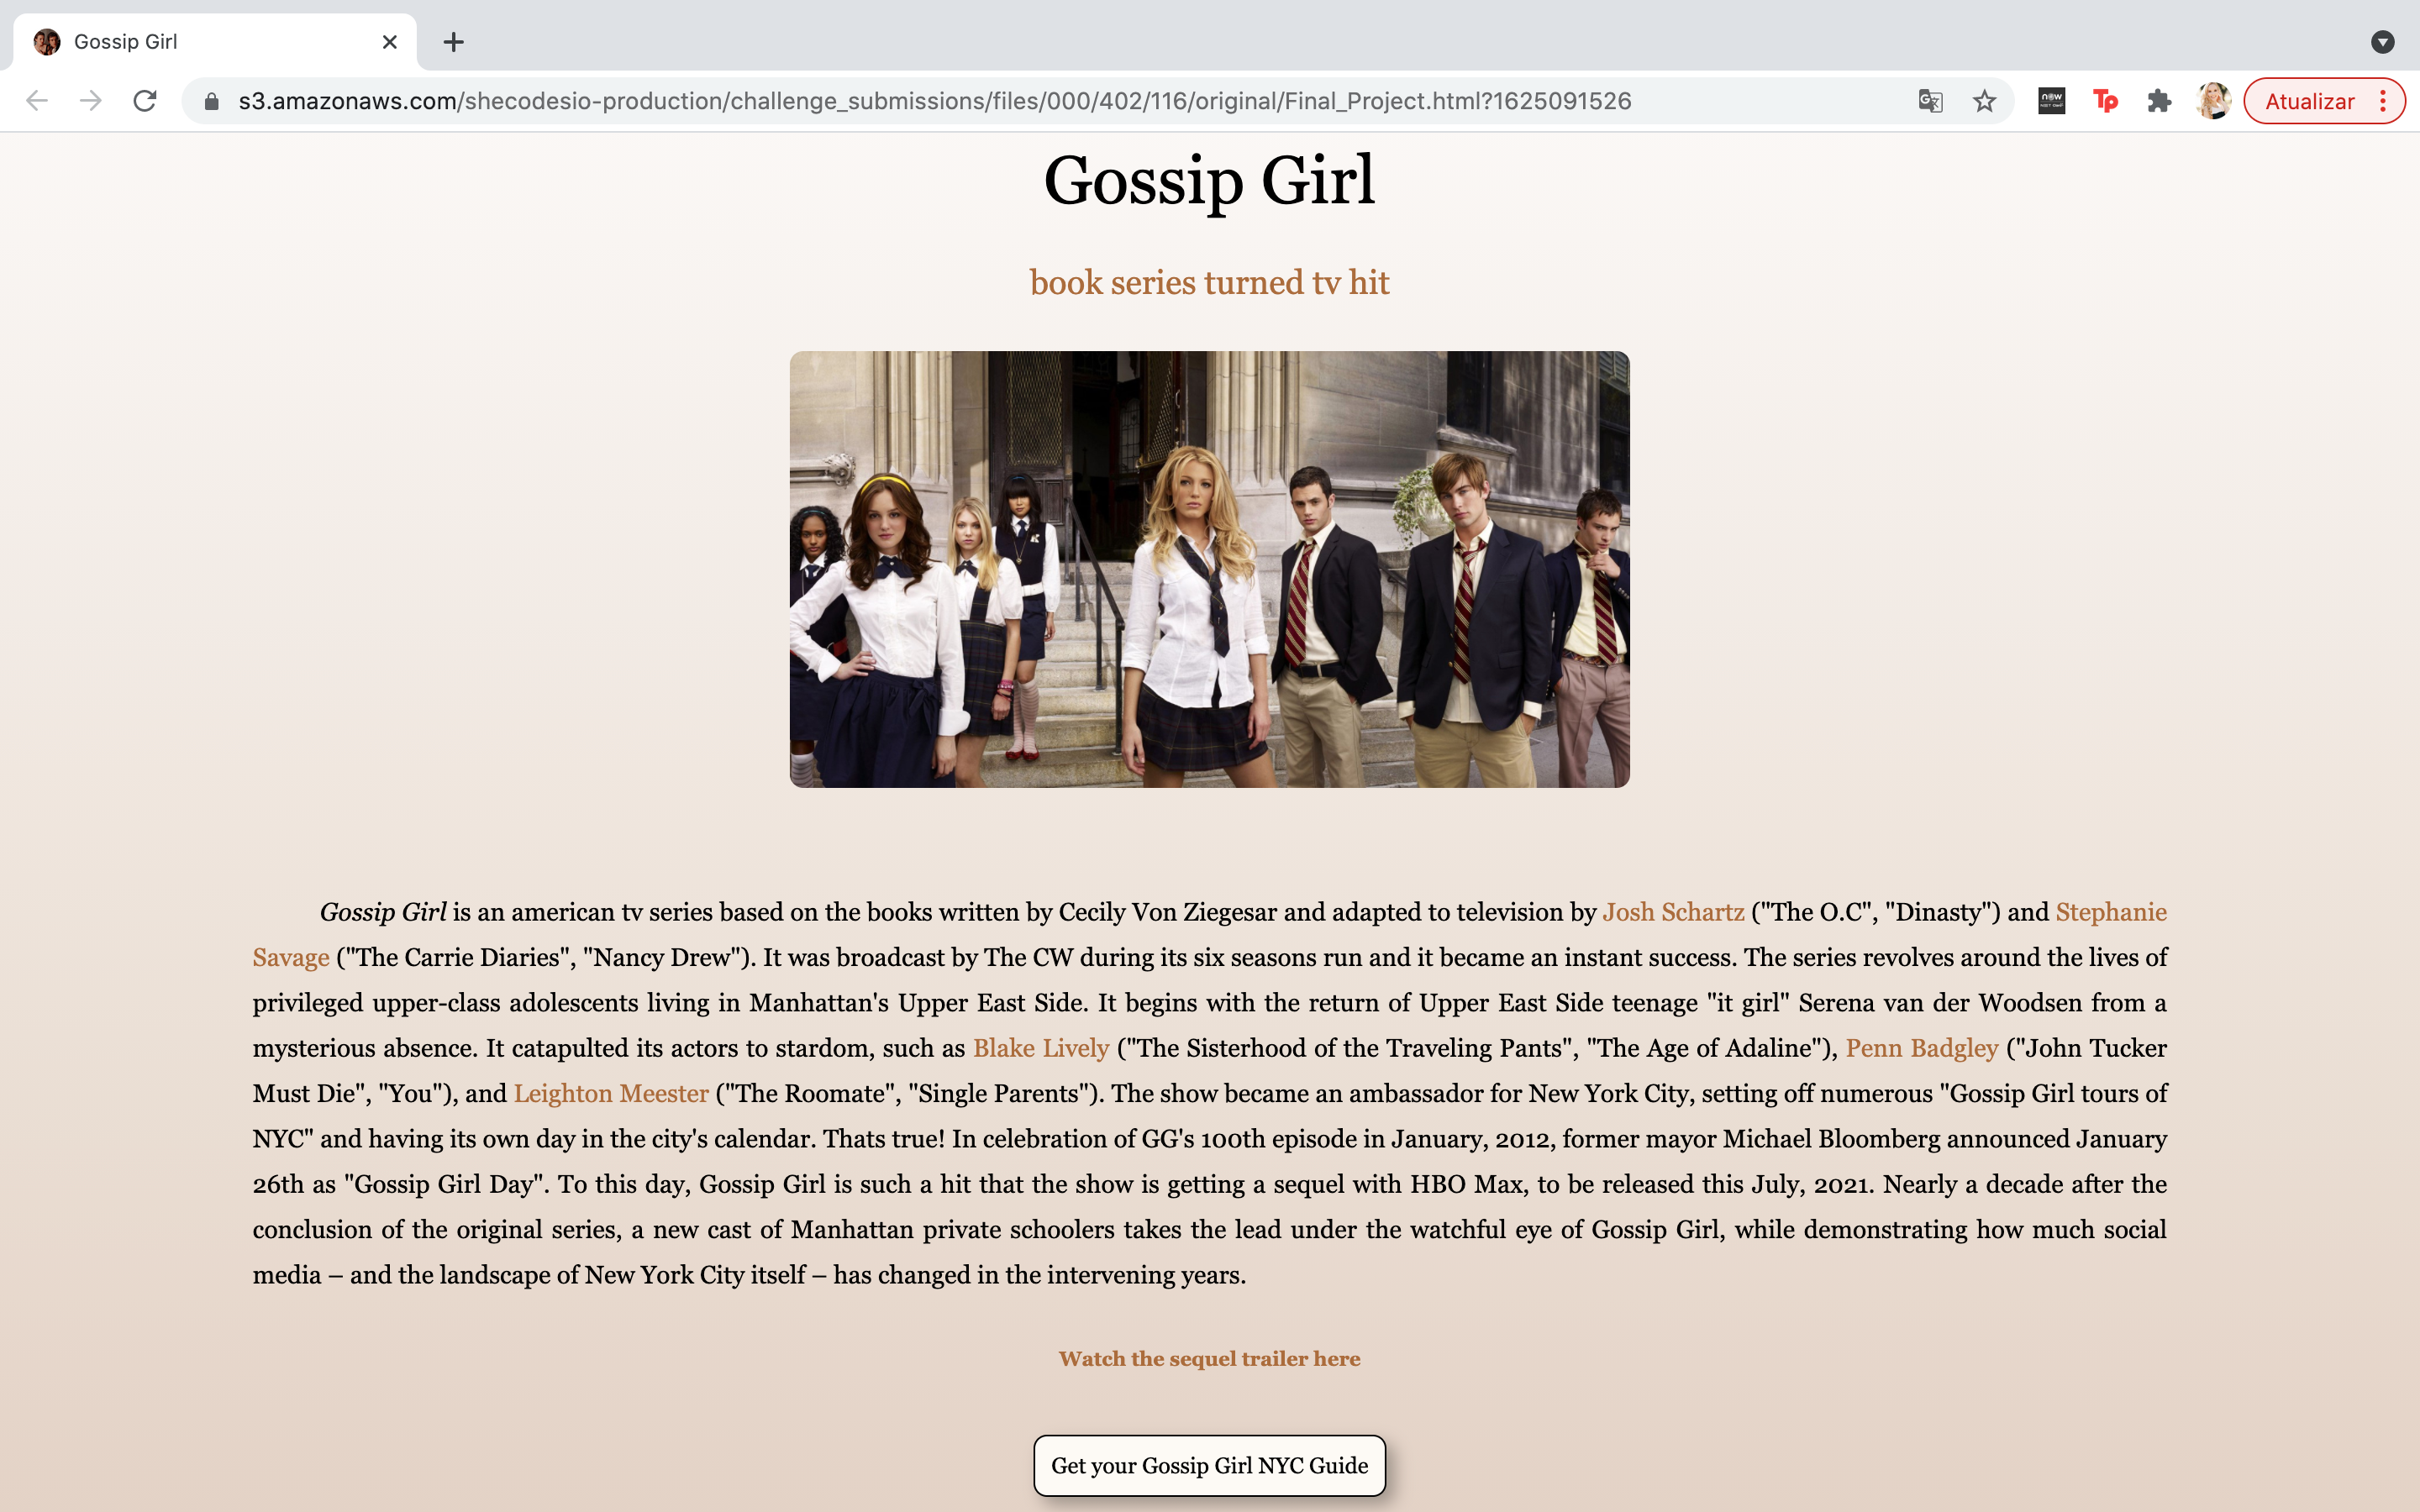 Gossip Girl
s3.amazonaws.com/shecodesio-production/challenge_submissions/files/000/402/116/original/Final_Project.html?1625091526
Tp
Atualizar
Gossip Girl
book series turned tv hit
Gossip Girl is an american tv series based on the books written by Cecily Von Ziegesar and adapted to television by Josh Schartz ("The O.C", "Dinasty") and Stephanie
Savage ("The Carrie Diaries", "Nancy Drew"). It was broadcast by The CW during its six seasons run and it became an instant success. The series revolves around the lives of
privileged upper-class adolescents living in Manhattan's Upper East Side. It begins with the return of Upper East Side teenage "it girl" Serena van der Woodsen from a
mysterious absence. It catapulted its actors to stardom, such as Blake Lively ("The Sisterhood of the Traveling Pants", "The Age of Adaline"), Penn Badgley ("John Tucker
Must Die", "You"), and Leighton Meester ("The Roomate", "Single Parents"). The show became an ambassador for New York City, setting off numerous "Gossip Girl tours of
NYC" and having its own day in the city's calendar. Thats true! In celebration of GG's 100th episode in January, 2012, former mayor Michael Bloomberg announced January
26th as "Gossip Girl Day". To this day, Gossip Girl is such a hit that the show is getting a sequel with HBO Max, to be released this July, 2021. Nearly a decade after the
conclusion of the original series, a new cast of Manhattan private schoolers takes the lead under the watchful eye of Gossip Girl, while demonstrating how much social
media – and the landscape of New York City itself – has changed in the intervening years.
Watch the sequel trailer here
Get your Gossip Girl NYC Guide